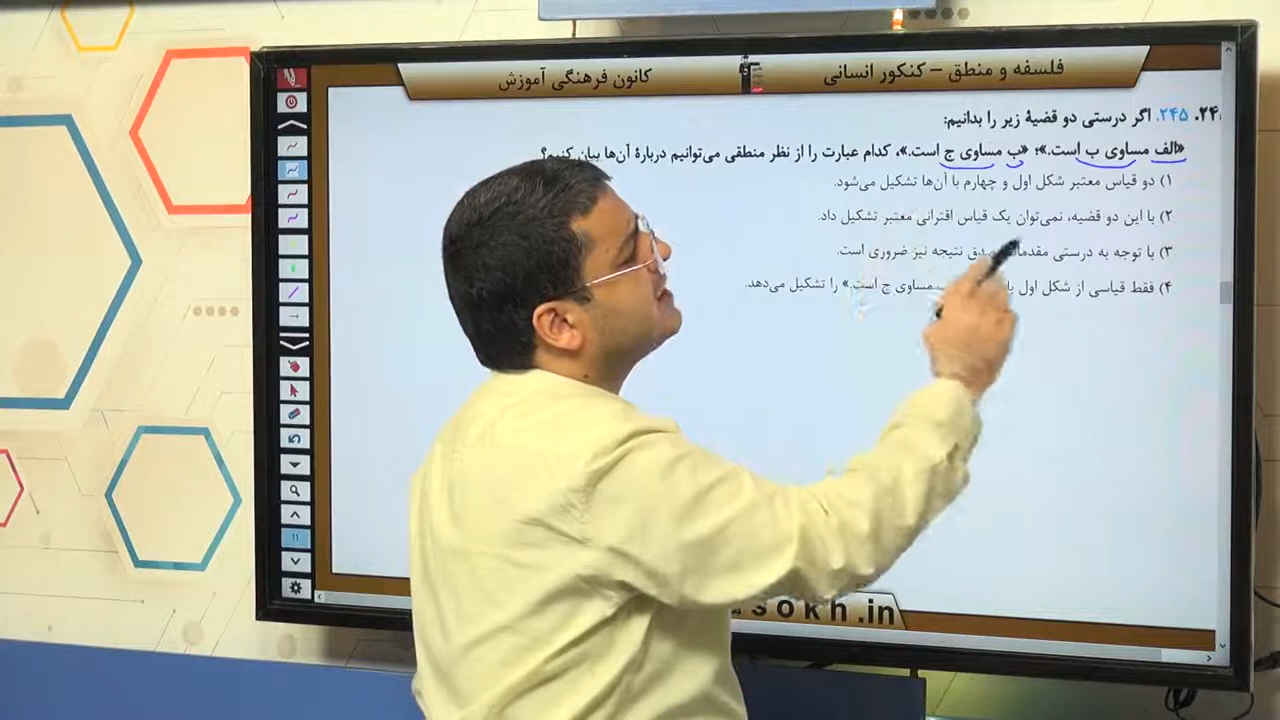 فلسفه و منطق – کنکور انسانی
کانون فرهنگی آموزش
۲۴. ۲۴۵. اگر درستی دو قضیهٔ زیر را بدانیم:
«الف مساوی ب است.»؛ «ب مساوی ج است.»، کدام عبارت را از نظر منطقی می‌توانیم دربارهٔ آن‌ها بیان کنیم؟
۱) دو قیاس معتبر شکل اول و چهارم با آن‌ها تشکیل می‌شود.
۲) با این دو قضیه، نمی‌توان یک قیاس اقترانی معتبر تشکیل داد.
۳) با توجه به درستی نتیجه نیز ضروری است.
۴) فقط قیاسی از شکل اول مساوی ج است.» را تشکیل می‌دهد.
۱۱
sokh.in